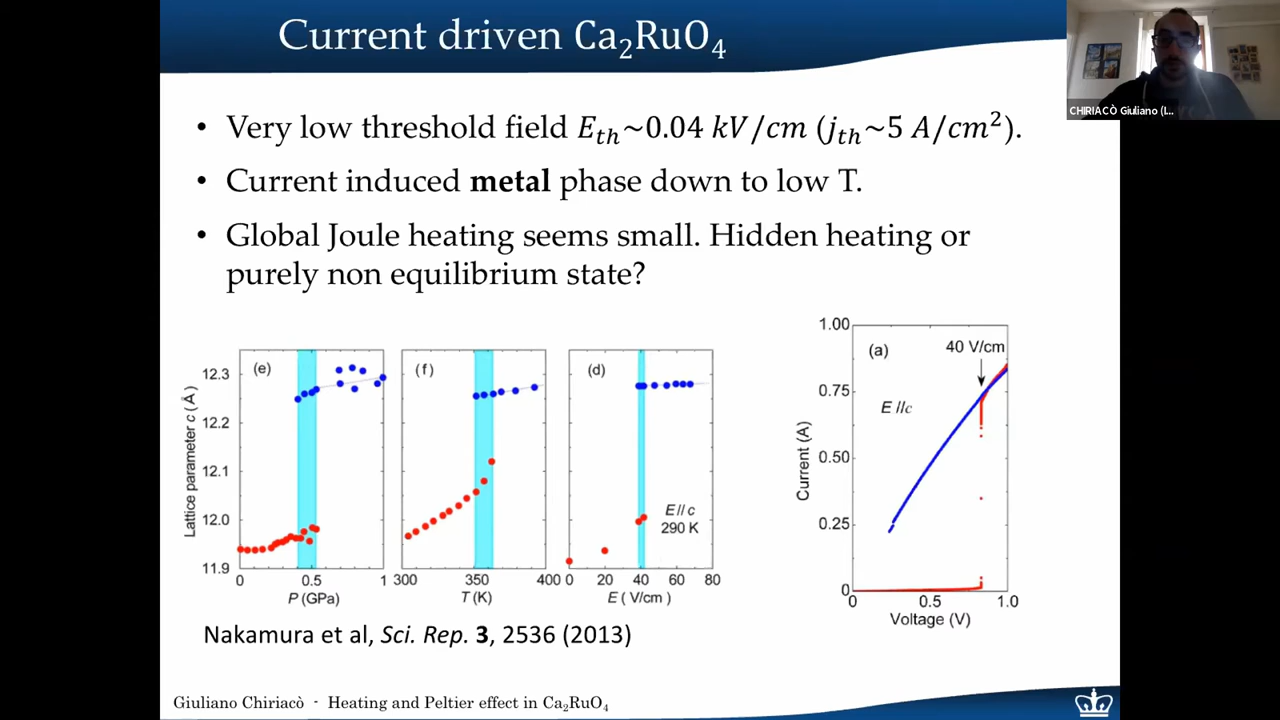 Current driven Ca₂RuO₄
CHIRIACÒ Giuliano (I...
• Very low threshold field E_th~0.04 kV/cm (j_th~5 A/cm²).
• Current induced metal phase down to low T.
• Global Joule heating seems small. Hidden heating or
purely non equilibrium state?
Lattice parameter c (Å)
12.3
12.2
12.1
12.0
11.9
(e)
0
0.5
1
P (GPa)
(f)
300
350
400
T (K)
(d)
E // c
290 K
0
20
40
60
80
E ( V/cm )
Current (A)
1.00
0.75
0.50
0.25
0
(a)
40 V/cm
E //c
0
0.5
1.0
Voltage (V)
Nakamura et al, Sci. Rep. 3, 2536 (2013)
Giuliano Chiriacò - Heating and Peltier effect in Ca₂RuO₄